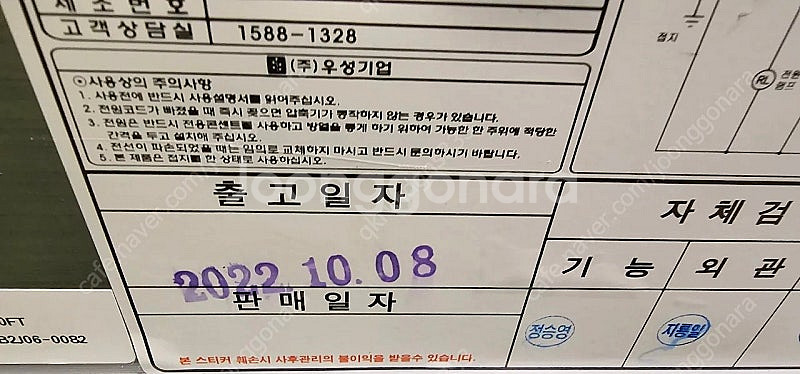 제조번호
고객상담실 1588-1328
(주)우성기업
⊙사용상의 주의사항
1. 사용전에 반드시 사용설명서를 읽어주십시오.
2. 전원코드가 빠졌을 때 즉시 꽂으면 압축기가 동작하지 않는 경우가 있습니다.
3. 전원은 반드시 전용콘센트를 사용하고 방열을 좋게 하기 위하여 가능한 한 주위에 적당한
간격을 두고 설치해 주십시오.
4. 전선이 파손되었을 때는 임의로 교체하지 마시고 반드시 문의하시기 바랍니다.
5. 본 제품은 접지를 한 상태로 사용하십시오.
접지
RL
전원
램프
출고일자
2022.10.08
판매일자
본 스티커 훼손시 사후관리의 불이익을 받을수 있습니다.
자체검
기능
외관
정승영
0FT
B2J06-0082
joonggonara